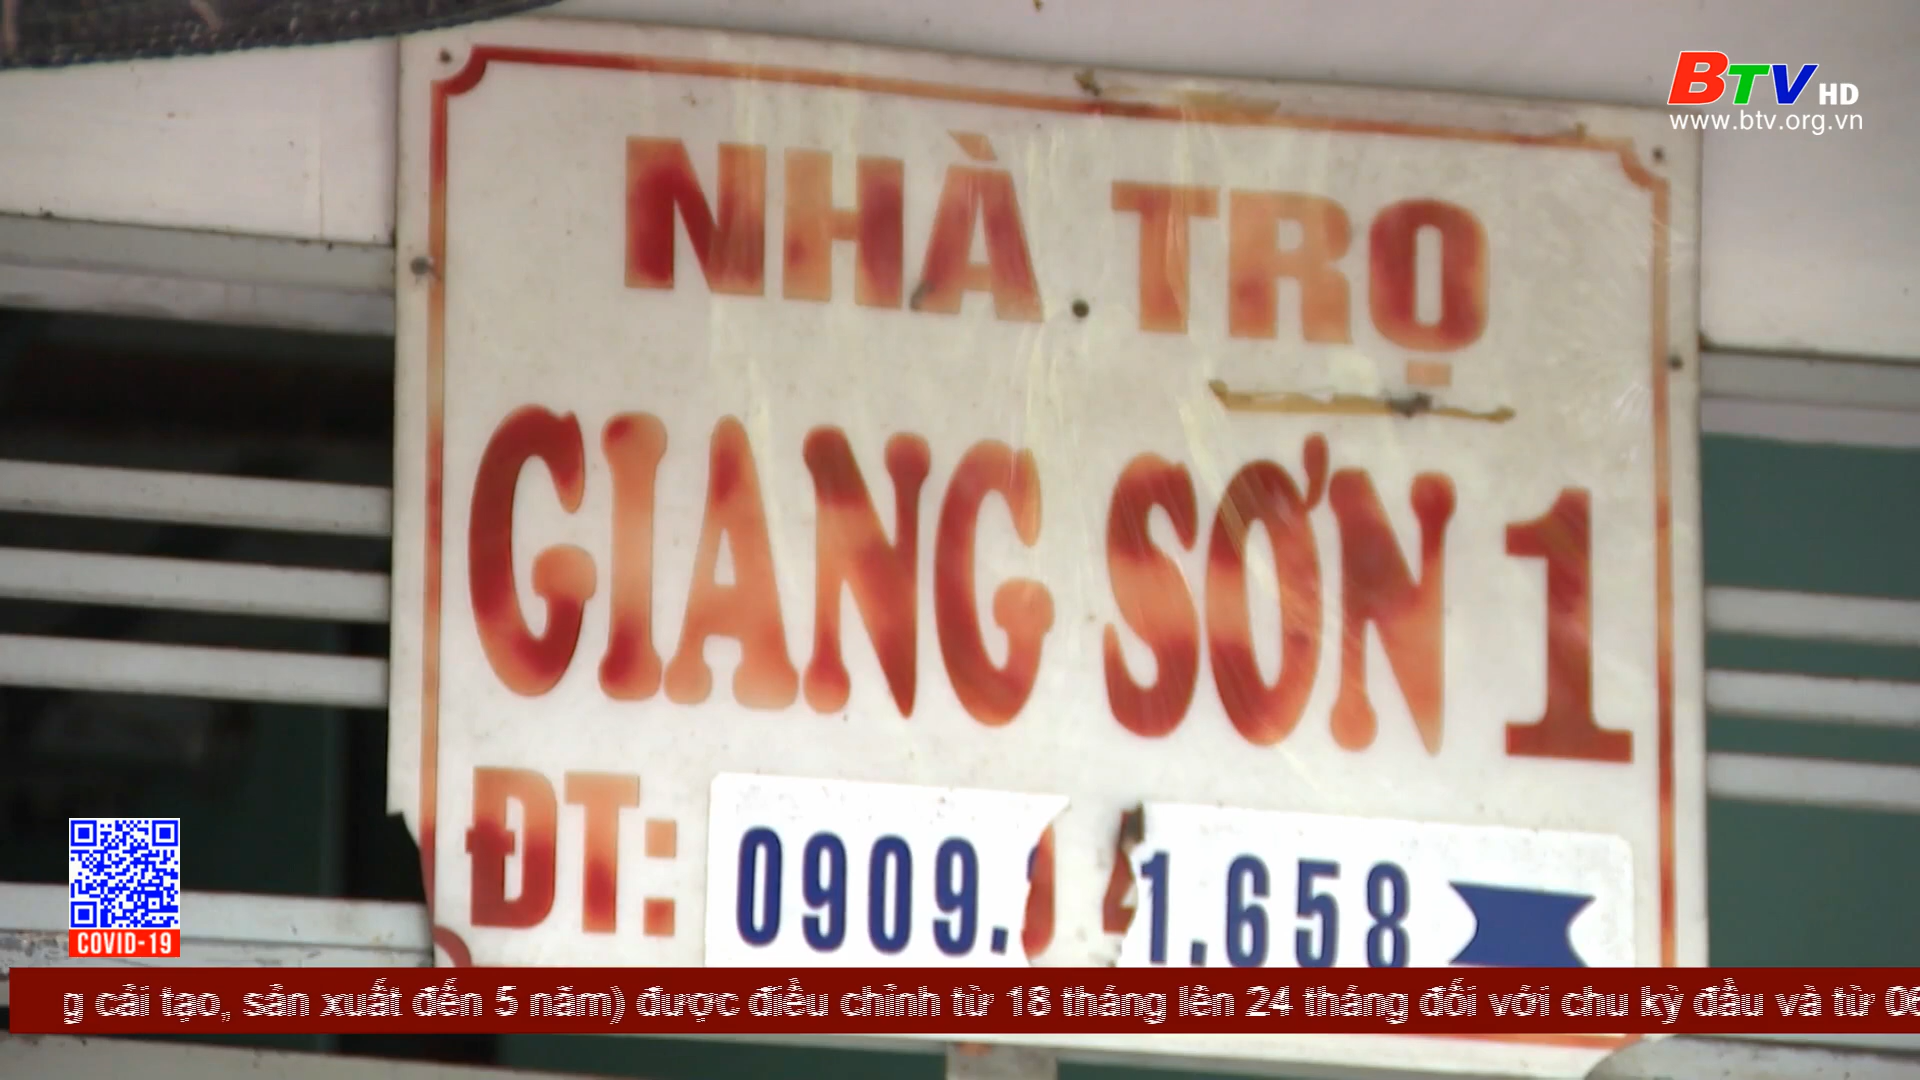 BTV HD
www.btv.org.vn
NHÀ TRỌ
GIANG SƠN 1
ĐT: 0909. 1.658
COVID-19
g cải tạo, sản xuất đến 5 năm) được điều chỉnh từ 18 tháng lên 24 tháng đối với chu kỳ đầu và từ 06